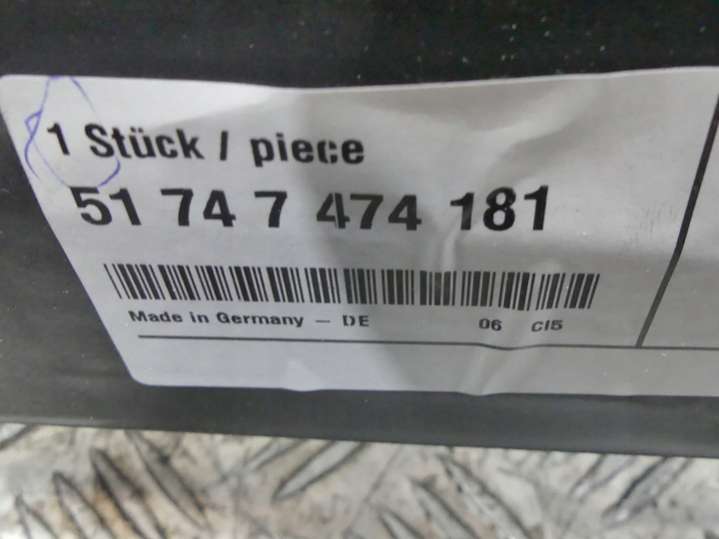 1 Stück / piece
51 74 7 474 181
Made in Germany – DE 06 CI5